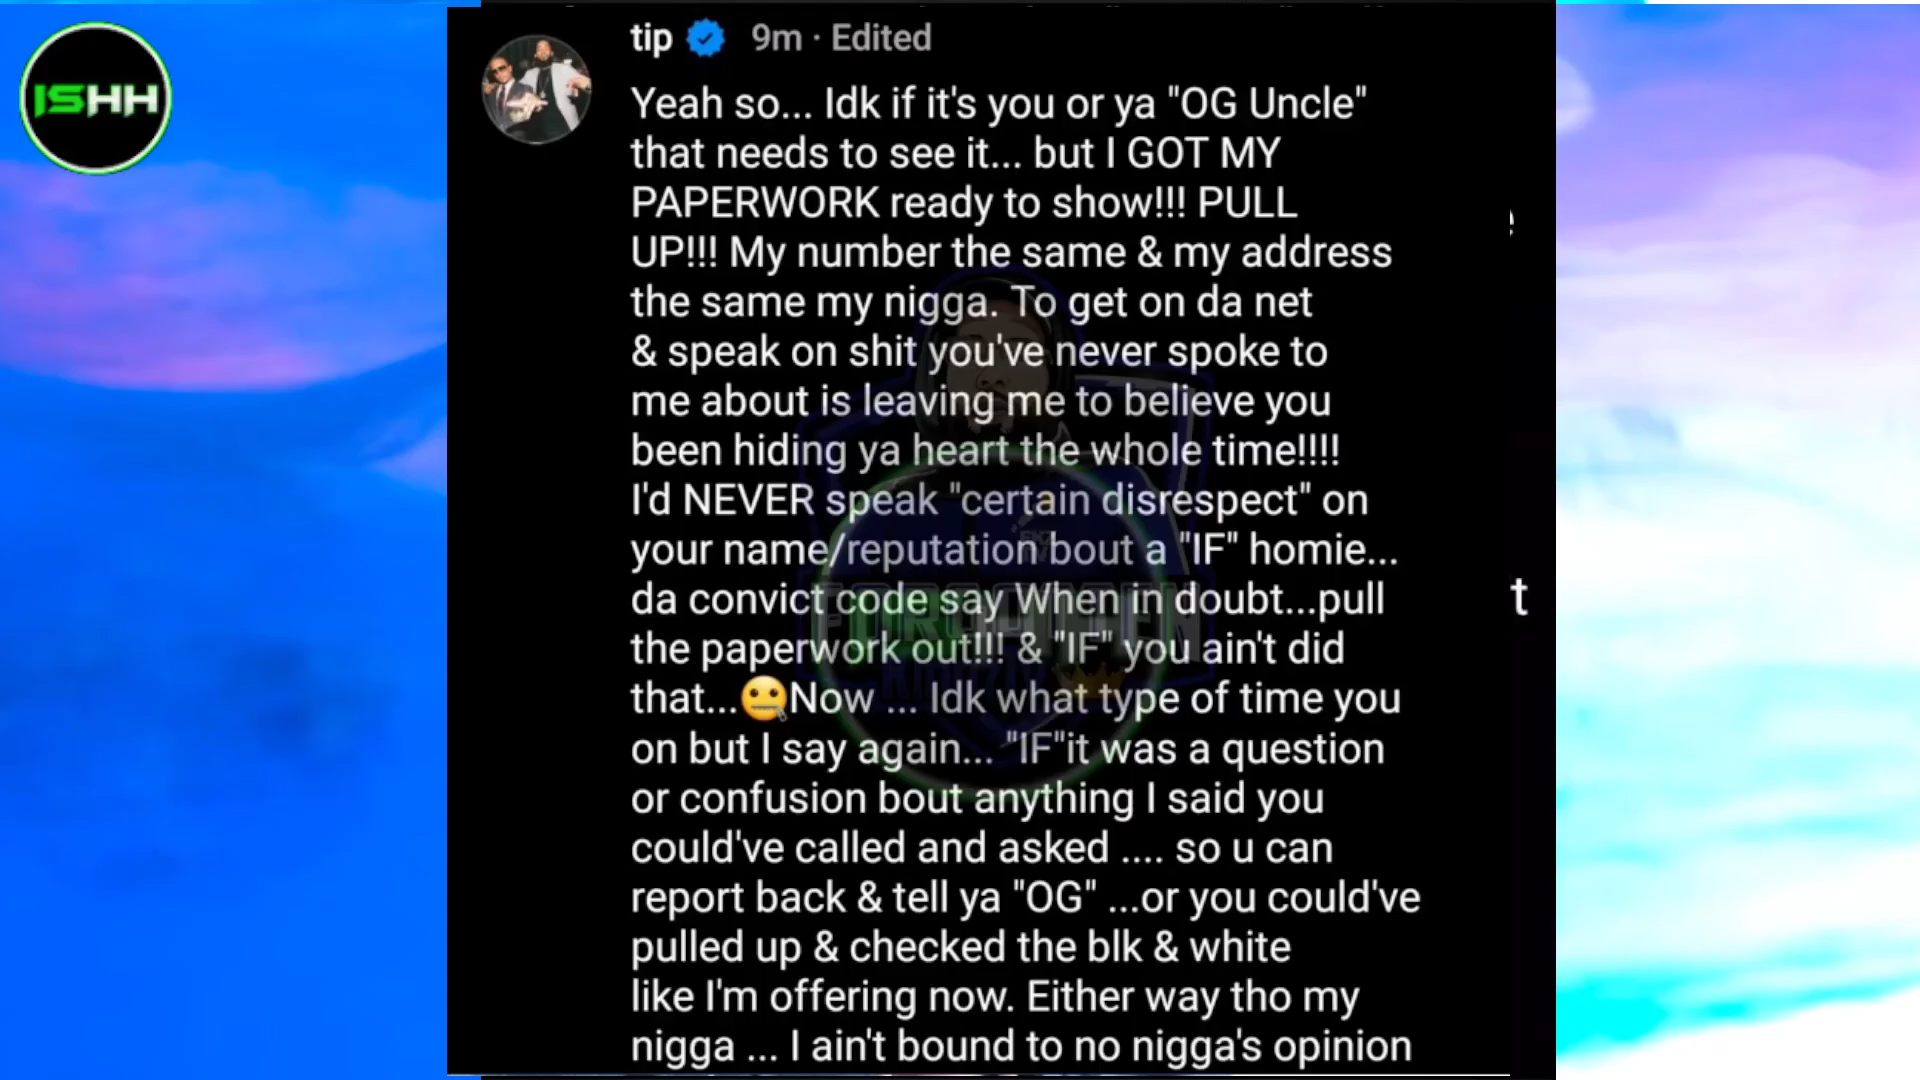 ISHH
tip 9m · Edited
Yeah so... Idk if it's you or ya "OG Uncle"
that needs to see it... but I GOT MY
PAPERWORK ready to show!!! PULL
UP!!! My number the same & my address
the same my nigga. To get on da net
& speak on shit you've never spoke to
me about is leaving me to believe you
been hiding ya heart the whole time!!!!
I'd NEVER speak "certain disrespect" on
your name/reputation bout a "IF" homie...
da convict code say When in doubt...pull
the paperwork out!!! & "IF" you ain't did
that...🤐Now ... Idk what type of time you
on but I say again... "IF"it was a question
or confusion bout anything I said you
could've called and asked .... so u can
report back & tell ya "OG" ...or you could've
pulled up & checked the blk & white
like I'm offering now. Either way tho my
nigga ... I ain't bound to no nigga's opinion
t